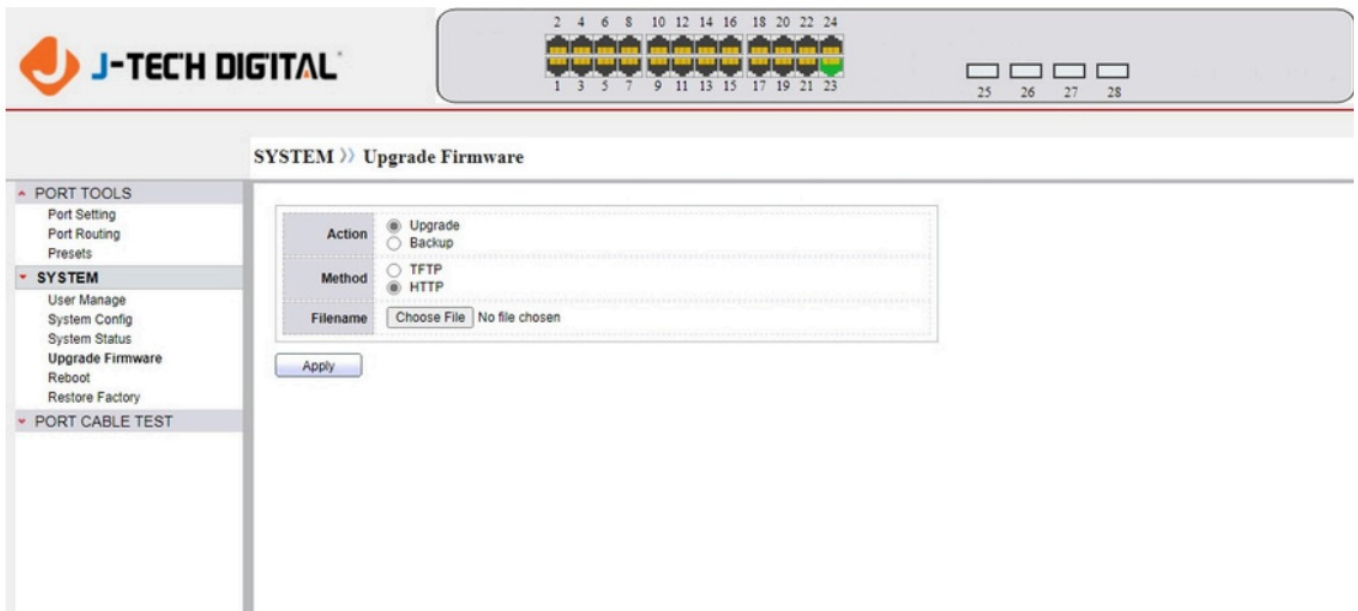 J-TECH DIGITAL
2 4 6 8 10 12 14 16 18 20 22 24
1 3 5 7 9 11 13 15 17 19 21 23
25 26 27 28
SYSTEM » Upgrade Firmware
PORT TOOLS
Port Setting
Port Routing
Presets
SYSTEM
User Manage
System Config
System Status
Upgrade Firmware
Reboot
Restore Factory
PORT CABLE TEST
Action
Upgrade
Backup
Method
TFTP
HTTP
Filename Choose File No file chosen
Apply